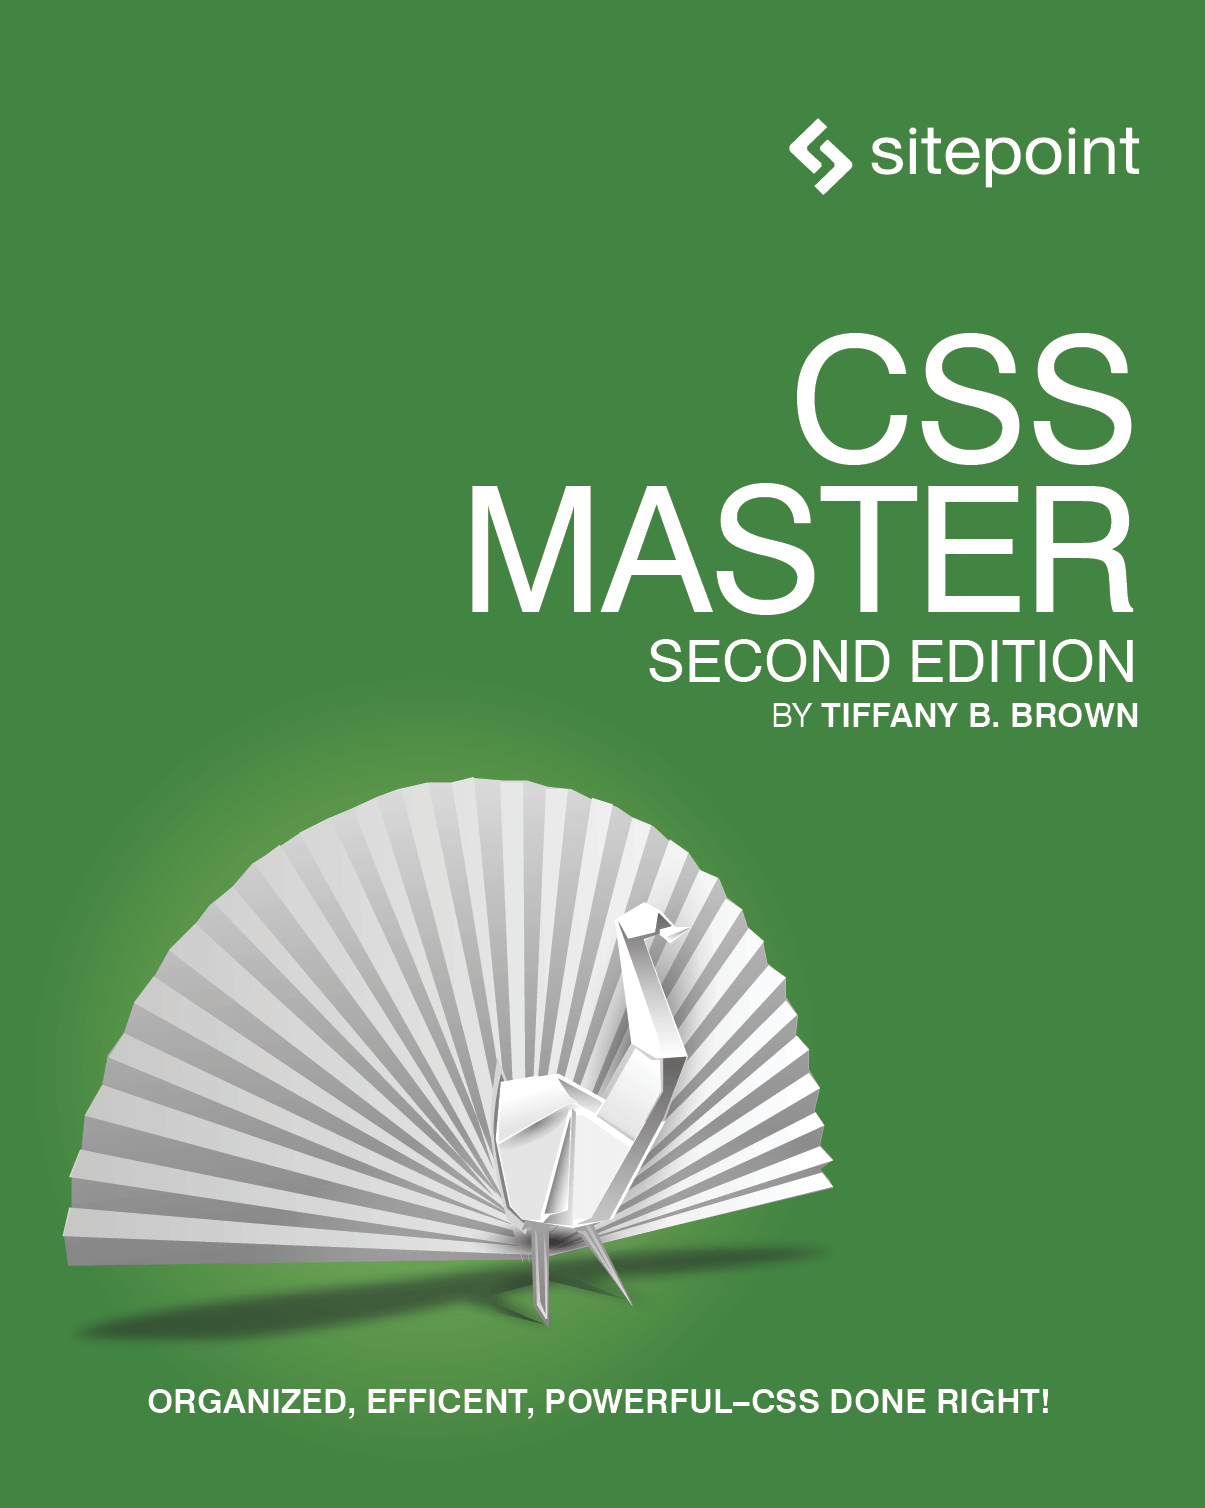 sitepoint
CSS
MASTER
SECOND EDITION
BY TIFFANY B. BROWN
ORGANIZED, EFFICENT, POWERFUL–CSS DONE RIGHT!